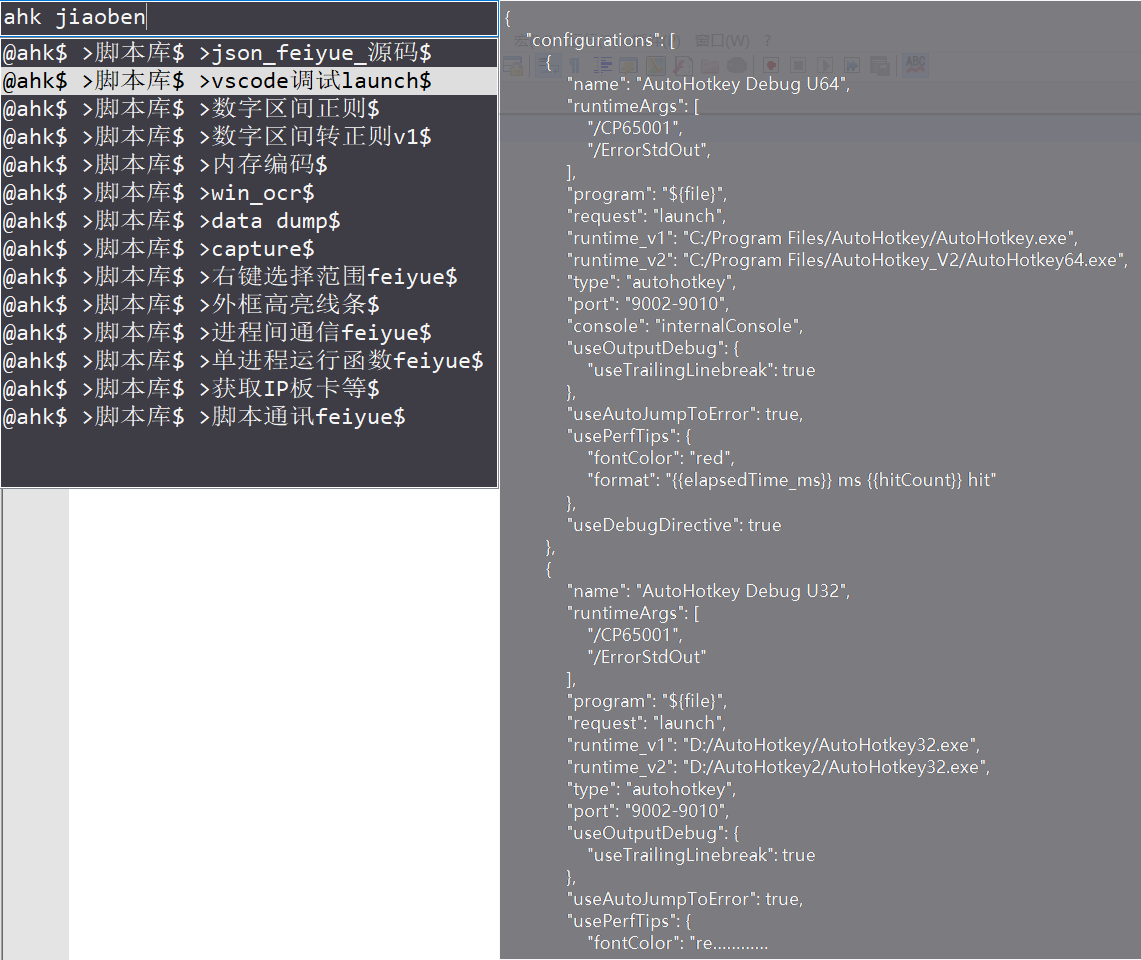 ahk jiaoben
@ahk$ >脚本库$ >json_feiyue_源码$
@ahk$ >脚本库$ >vscode调试launch$
@ahk$ >脚本库$ >数字区间正则$
@ahk$ >脚本库$ >数字区间转正则v1$
@ahk$ >脚本库$ >内存编码$
@ahk$ >脚本库$ >win_ocr$
@ahk$ >脚本库$ >data dump$
@ahk$ >脚本库$ >capture$
@ahk$ >脚本库$ >右键选择范围feiyue$
@ahk$ >脚本库$ >外框高亮线条$
@ahk$ >脚本库$ >进程间通信feiyue$
@ahk$ >脚本库$ >单进程运行函数feiyue$
@ahk$ >脚本库$ >获取IP板卡等$
@ahk$ >脚本库$ >脚本通讯feiyue$
{
"configurations": [
窗口(W) ?
{
"name": "AutoHotkey Debug U64",
"runtimeArgs": [
"/CP65001",
"/ErrorStdOut",
],
"program": "${file}",
"request": "launch",
"runtime_v1": "C:/Program Files/AutoHotkey/AutoHotkey.exe",
"runtime_v2": "C:/Program Files/AutoHotkey_V2/AutoHotkey64.exe",
"type": "autohotkey",
"port": "9002-9010",
"console": "internalConsole",
"useOutputDebug": {
"useTrailingLinebreak": true
},
"useAutoJumpToError": true,
"usePerfTips": {
"fontColor": "red",
"format": "{{elapsedTime_ms}} ms {{hitCount}} hit"
},
"useDebugDirective": true
},
{
"name": "AutoHotkey Debug U32",
"runtimeArgs": [
"/CP65001",
"/ErrorStdOut"
],
"program": "${file}",
"request": "launch",
"runtime_v1": "D:/AutoHotkey/AutoHotkey32.exe",
"runtime_v2": "D:/AutoHotkey2/AutoHotkey32.exe",
"type": "autohotkey",
"port": "9002-9010",
"useOutputDebug": {
"useTrailingLinebreak": true
},
"useAutoJumpToError": true,
"usePerfTips": {
"fontColor": "re............